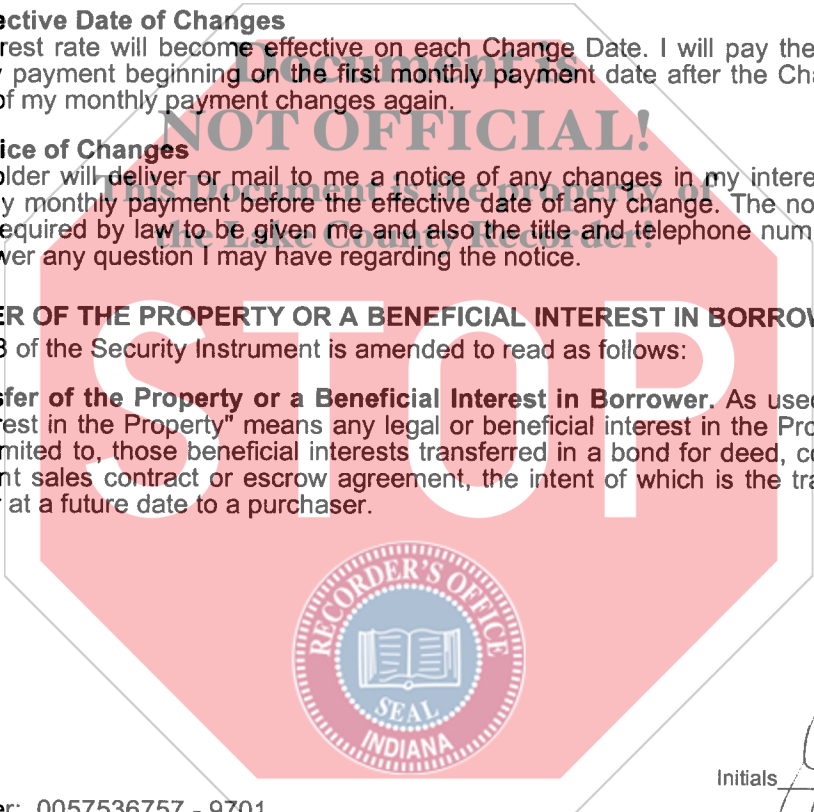 ective Date of Changes
rest rate will become effective on each Change Date. I will pay the
payment beginning on the first monthly payment date after the Cha
of my monthly payment changes again.
Document is
NOT OFFICIAL!
This Document is the property of
the Lake County Recorder!
ice of Changes
older will deliver or mail to me a notice of any changes in my intere
y monthly payment before the effective date of any change. The no
equired by law to be given me and also the title and telephone num
wer any question I may have regarding the notice.
ER OF THE PROPERTY OR A BENEFICIAL INTEREST IN BORROW
of the Security Instrument is amended to read as follows:
sfer of the Property or a Beneficial Interest in Borrower. As used
rest in the Property" means any legal or beneficial interest in the Pro
mited to, those beneficial interests transferred in a bond for deed, co
nt sales contract or escrow agreement, the intent of which is the tra
at a future date to a purchaser.
STOP
RECORDER'S OFFICE
SEAL
INDIANA
Initials
er: 0057536757 - 9701